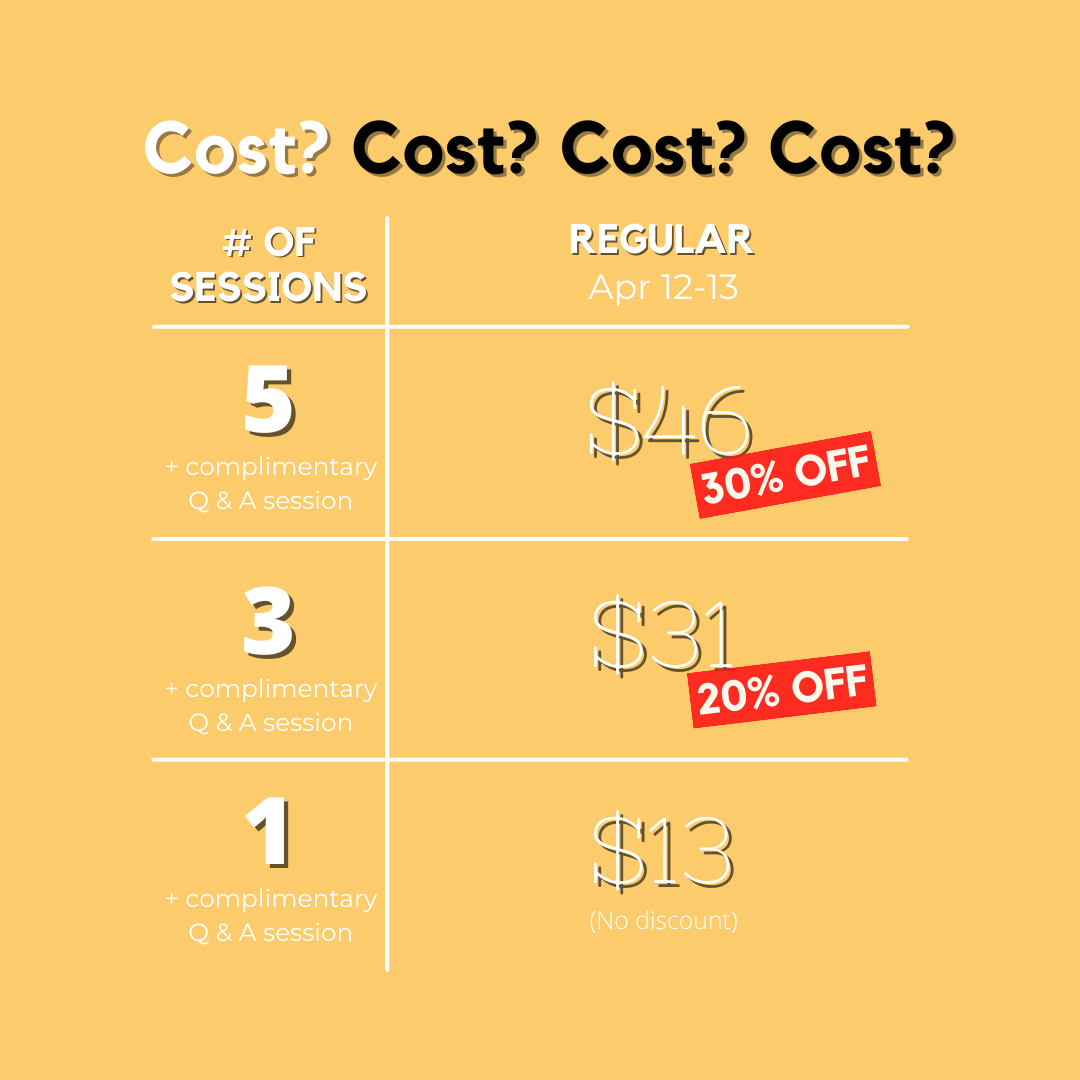 Cost? Cost? Cost? Cost?
# OF
SESSIONS
REGULAR
Apr 12-13
5
+ complimentary
Q & A session
$46
30% OFF
3
+ complimentary
Q & A session
$31
20% OFF
1
+ complimentary
Q & A session
$13
(No discount)